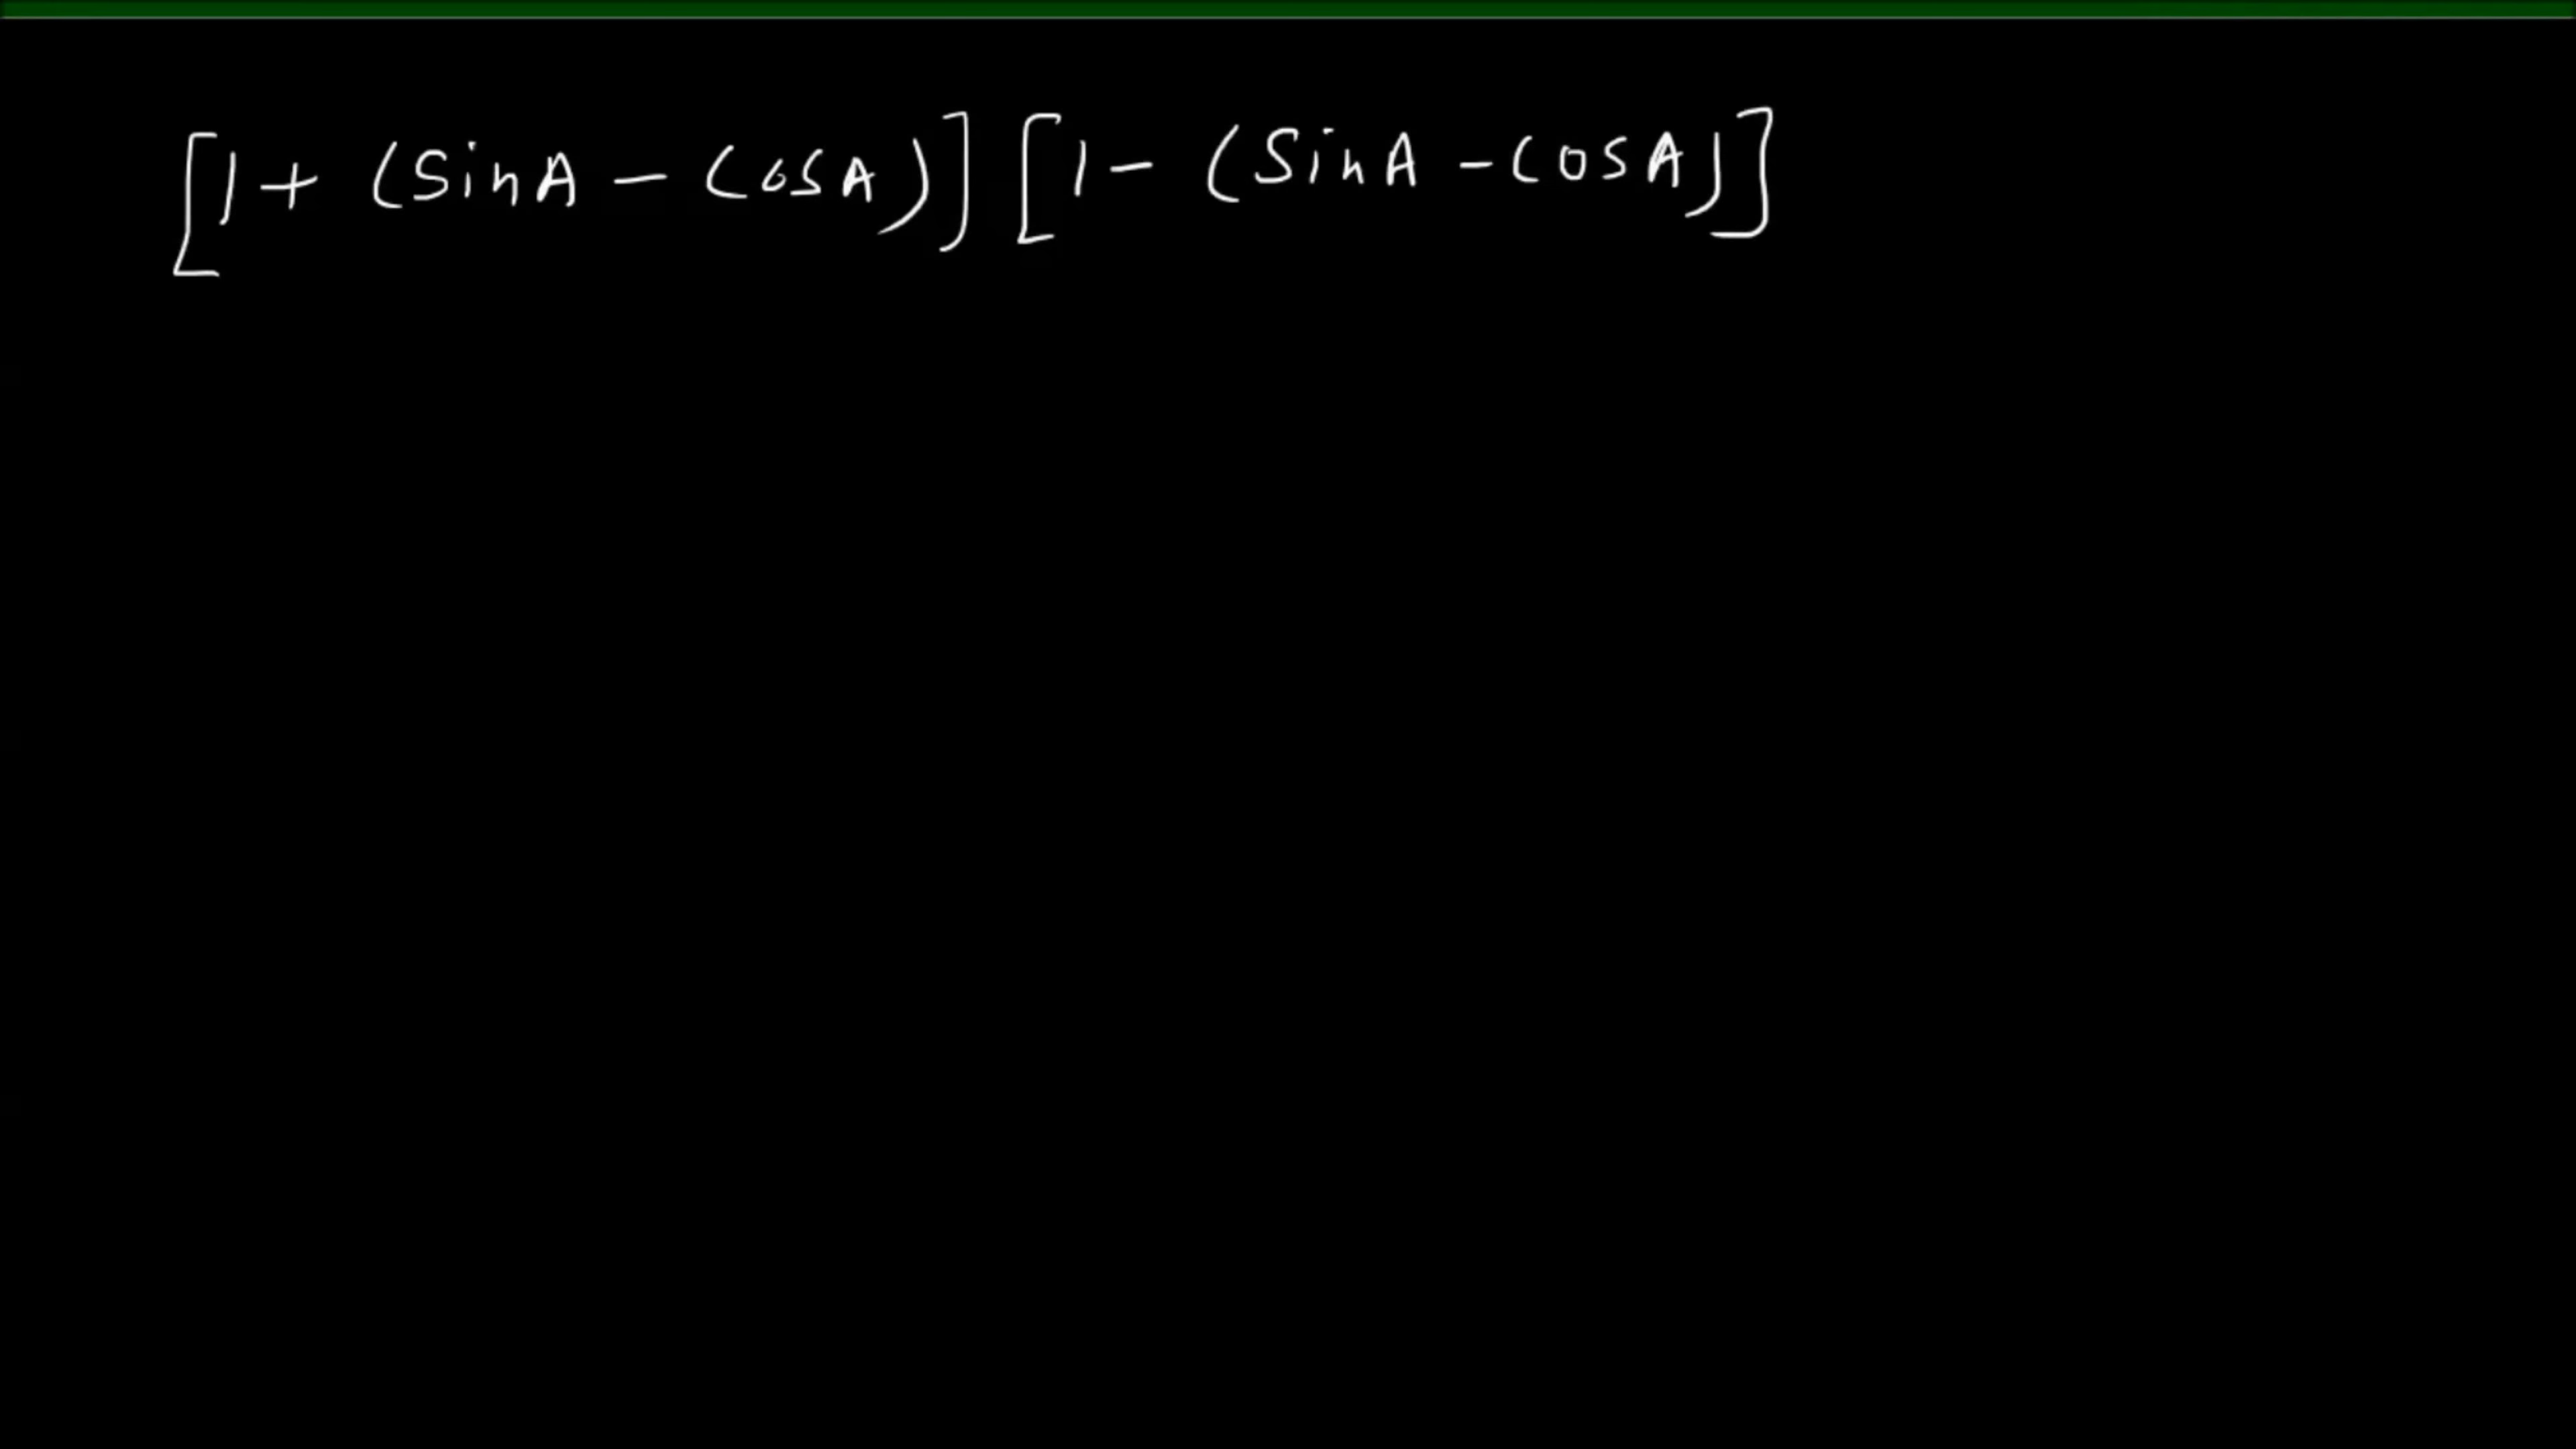 [1 + (SinA - CosA)] [1 - (SinA - CosA)]